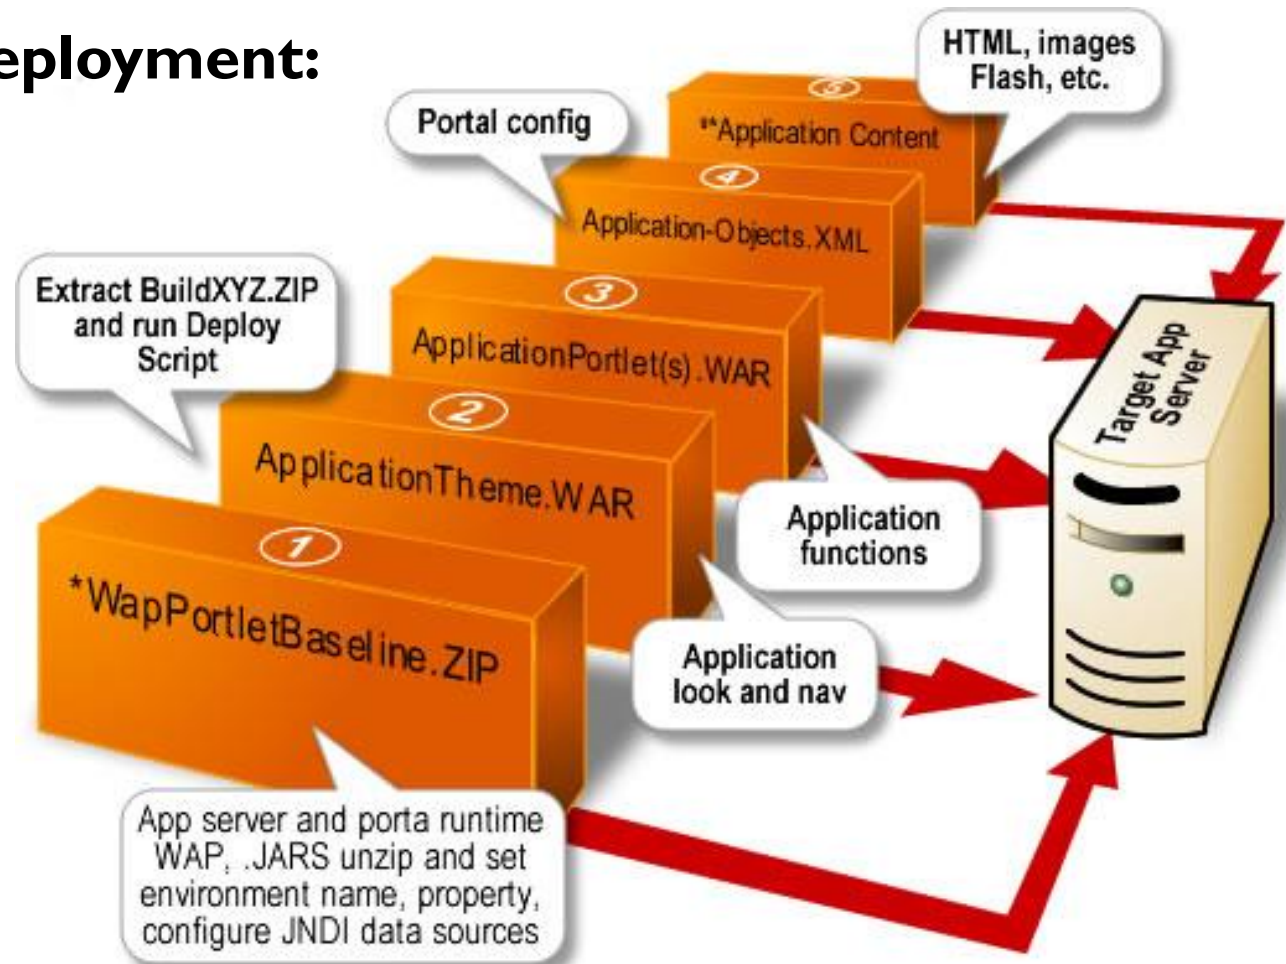 eployment:
HTML, images
Flash, etc.
Portal config
5
**Application Content
4
Application-Objects.XML
Extract BuildXYZ.ZIP
and run Deploy
Script
3
ApplicationPortlet(s).WAR
2
ApplicationTheme.WAR
Application
functions
1
*WapPortletBaseline.ZIP
Application
look and nav
App server and porta runtime
WAP, .JARS unzip and set
environment name, property,
configure JNDI data sources
Target App
Server